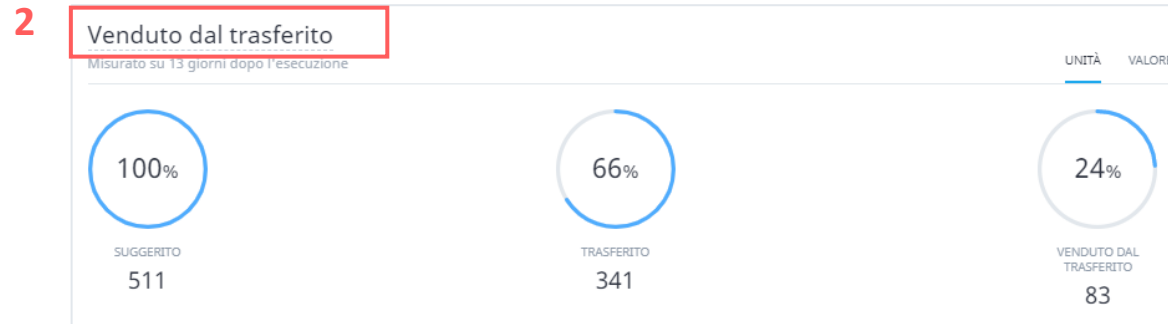 2
Venduto dal trasferito
Misurato su 13 giorni dopo l'esecuzione
UNITÀ VALORE
100%
66%
24%
SUGGERITO
511
TRASFERITO
341
VENDUTO DAL
TRASFERITO
83